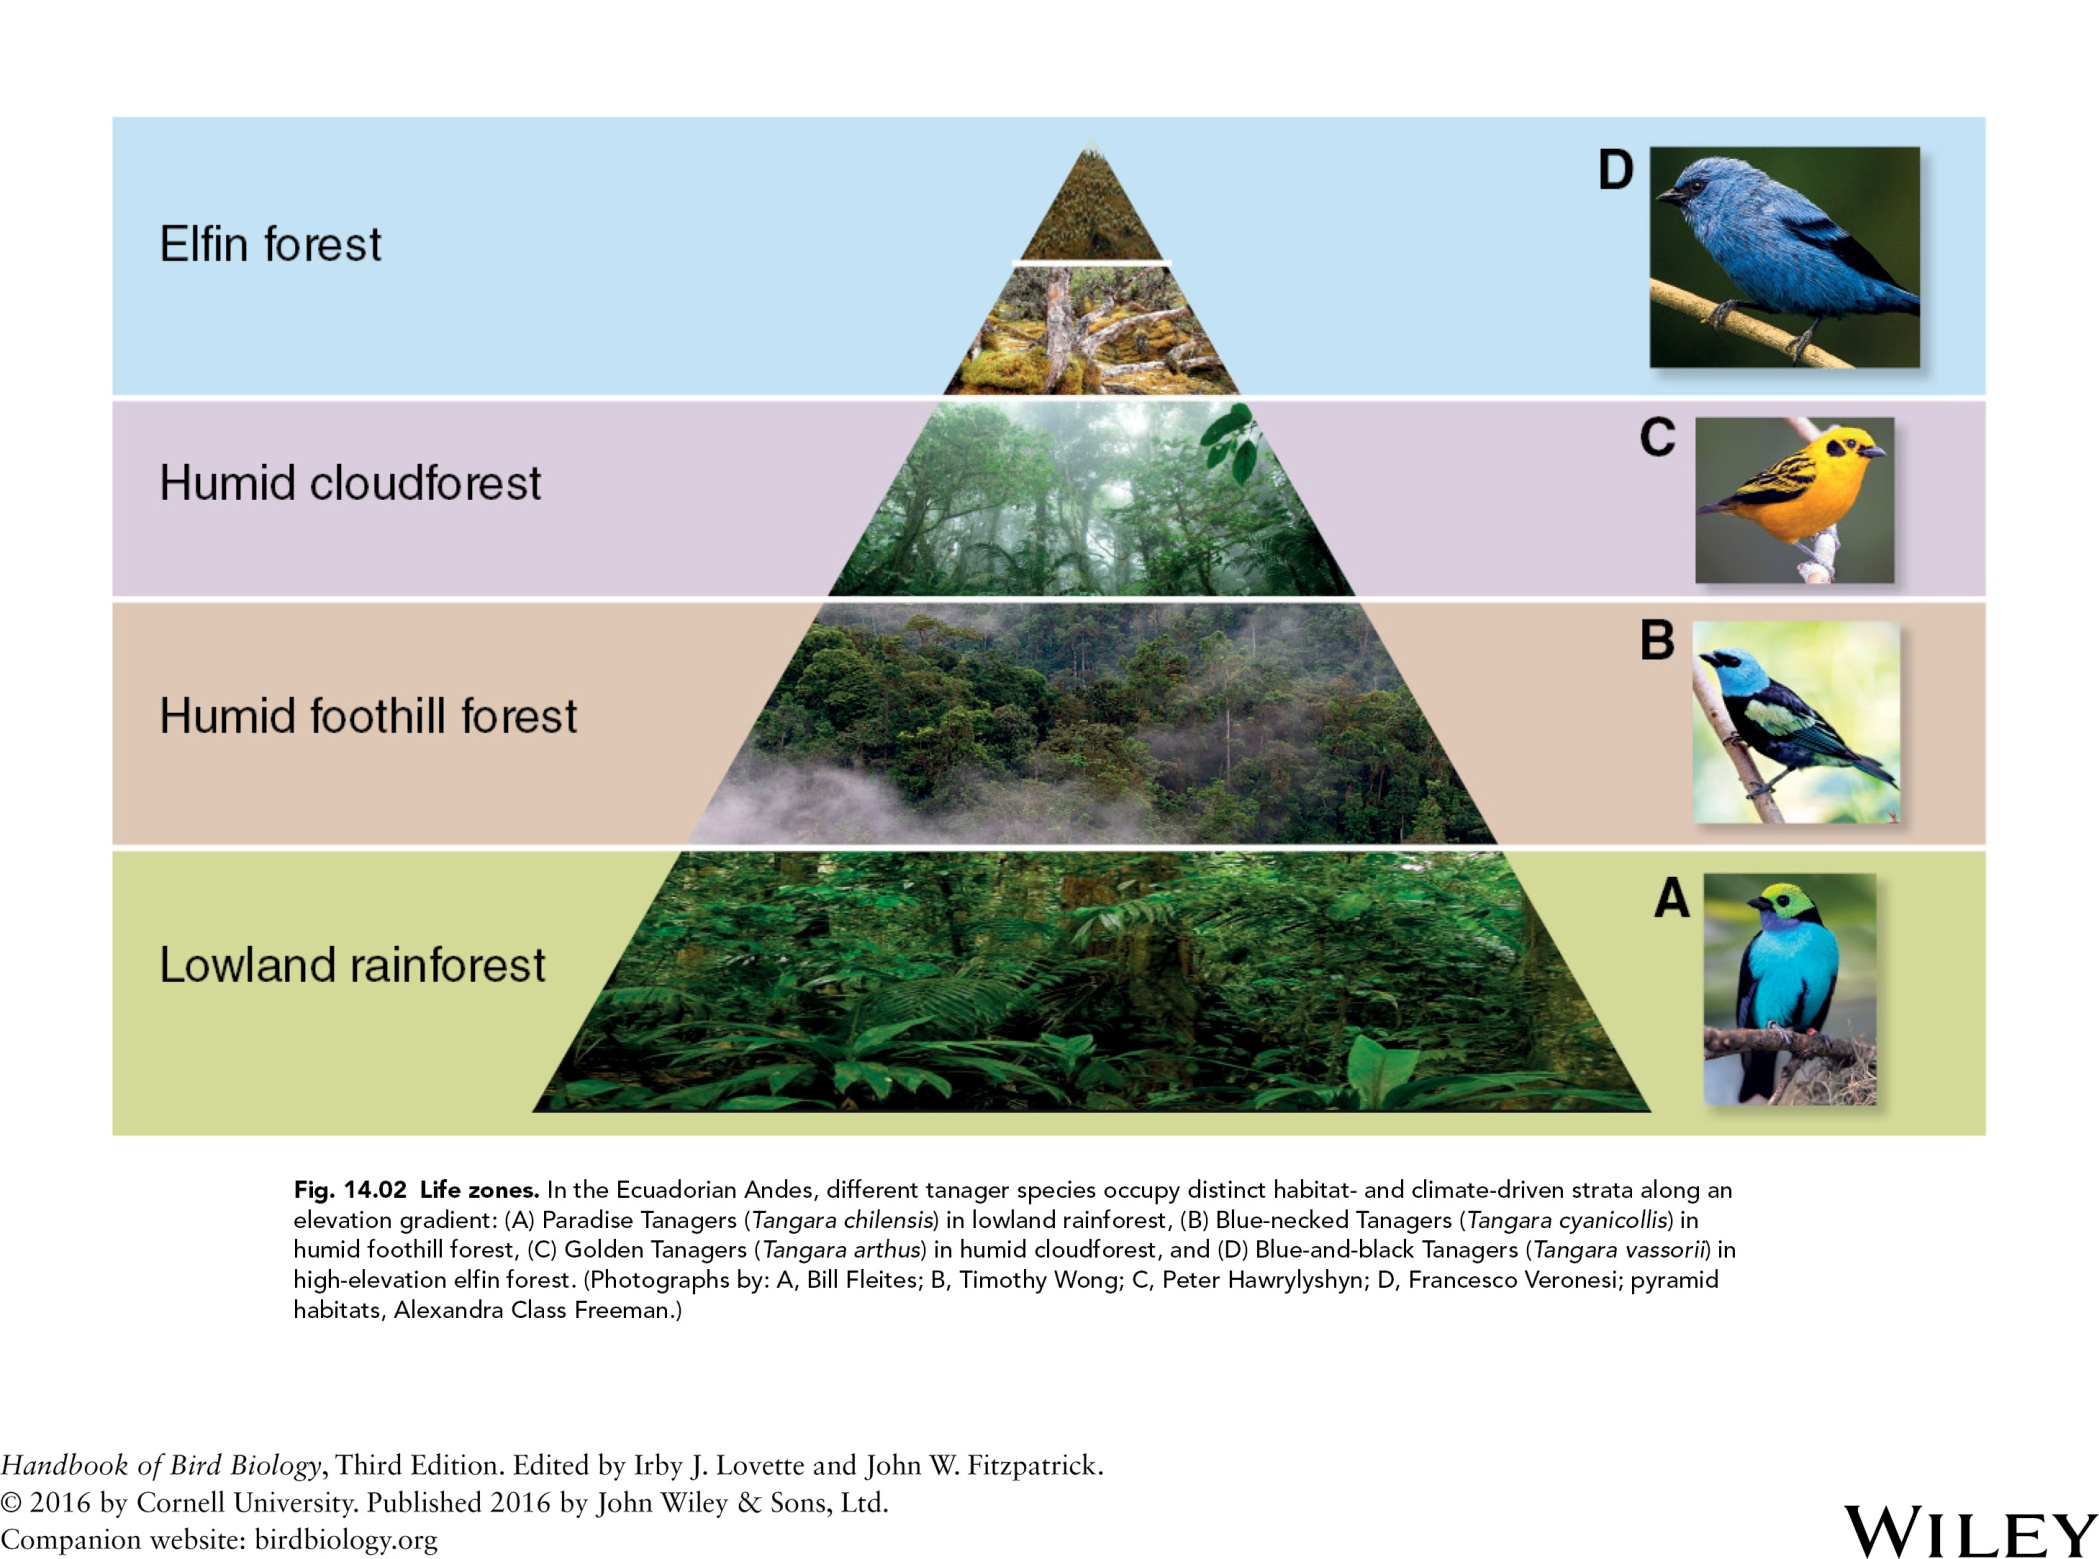 Elfin forest
D
Humid cloudforest
C
Humid foothill forest
B
Lowland rainforest
A
Fig. 14.02 Life zones. In the Ecuadorian Andes, different tanager species occupy distinct habitat- and climate-driven strata along an
elevation gradient: (A) Paradise Tanagers (Tangara chilensis) in lowland rainforest, (B) Blue-necked Tanagers (Tangara cyanicollis) in
humid foothill forest, (C) Golden Tanagers (Tangara arthus) in humid cloudforest, and (D) Blue-and-black Tanagers (Tangara vassorii) in
high-elevation elfin forest. (Photographs by: A, Bill Fleites; B, Timothy Wong; C, Peter Hawrylyshyn; D, Francesco Veronesi; pyramid
habitats, Alexandra Class Freeman.)
Handbook of Bird Biology, Third Edition. Edited by Irby J. Lovette and John W. Fitzpatrick.
© 2016 by Cornell University. Published 2016 by John Wiley & Sons, Ltd.
Companion website: birdbiology.org
WILEY